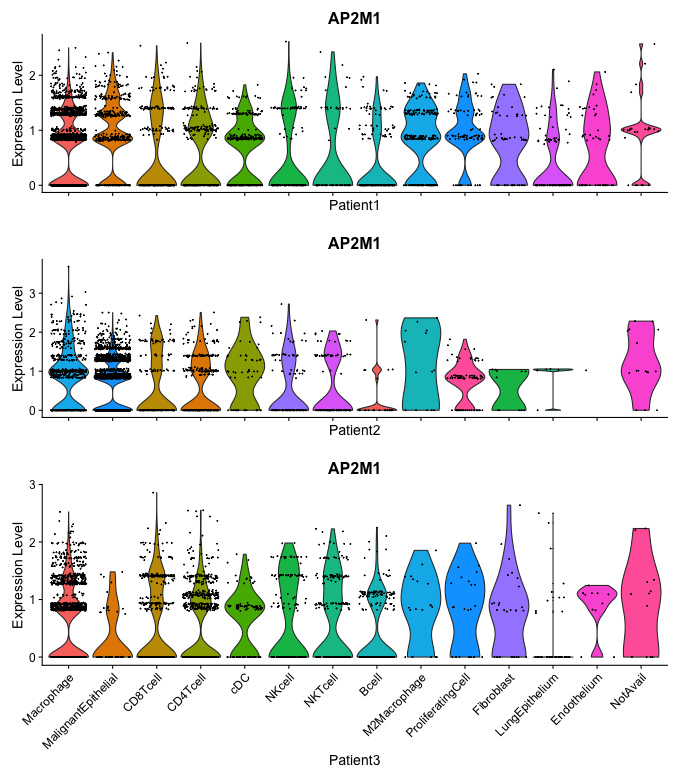 AP2M1
Expression Level
2
1
0
Patient1
AP2M1
Expression Level
3
2
1
0
Patient2
AP2M1
Expression Level
3
2
1
0
Macrophage
MalignantEpithelial
CD8Tcell
CD4Tcell
cDC
NKcell
NKTcell
Bcell
M2Macrophage
ProliferatingCell
Fibroblast
LungEpithelium
Endothelium
NotAvail
Patient3